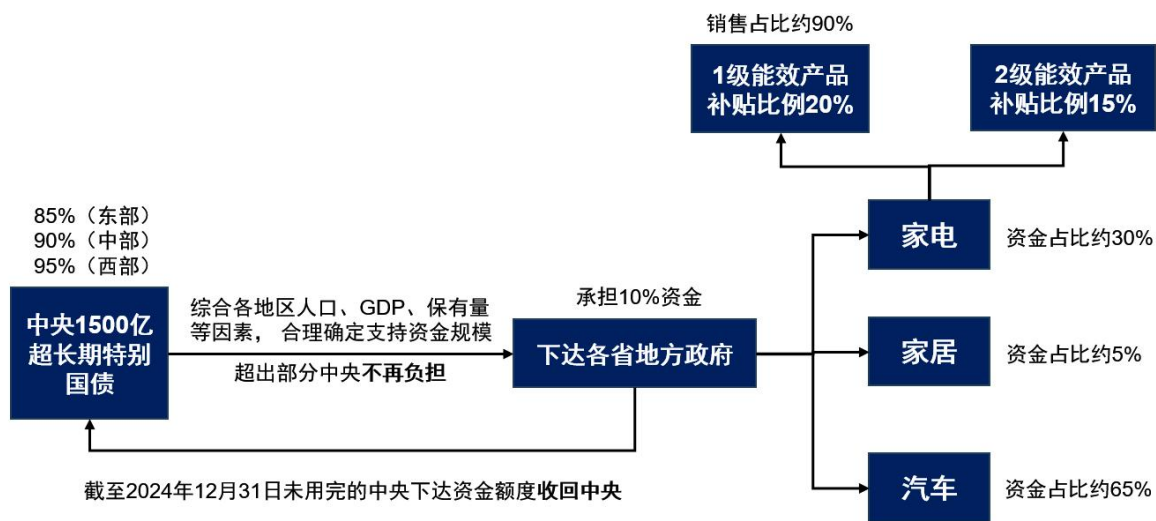 销售占比约90%
1级能效产品
补贴比例20%
2级能效产品
补贴比例15%
85%（东部）
90%（中部）
95%（西部）
中央1500亿
超长期特别
国债
综合各地区人口、GDP、保有量
等因素， 合理确定支持资金规模
超出部分中央不再负担
承担10%资金
下达各省地方政府
家电
资金占比约30%
家居
资金占比约5%
汽车
资金占比约65%
截至2024年12月31日未用完的中央下达资金额度收回中央